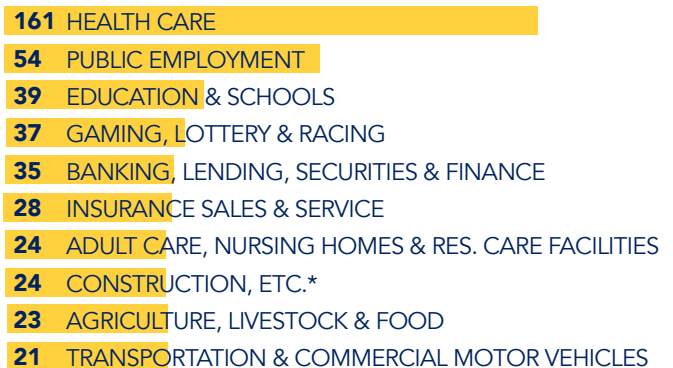 161 HEALTH CARE
54 PUBLIC EMPLOYMENT
39 EDUCATION & SCHOOLS
37 GAMING, LOTTERY & RACING
35 BANKING, LENDING, SECURITIES & FINANCE
28 INSURANCE SALES & SERVICE
24 ADULT CARE, NURSING HOMES & RES. CARE FACILITIES
24 CONSTRUCTION, ETC.*
23 AGRICULTURE, LIVESTOCK & FOOD
21 TRANSPORTATION & COMMERCIAL MOTOR VEHICLES